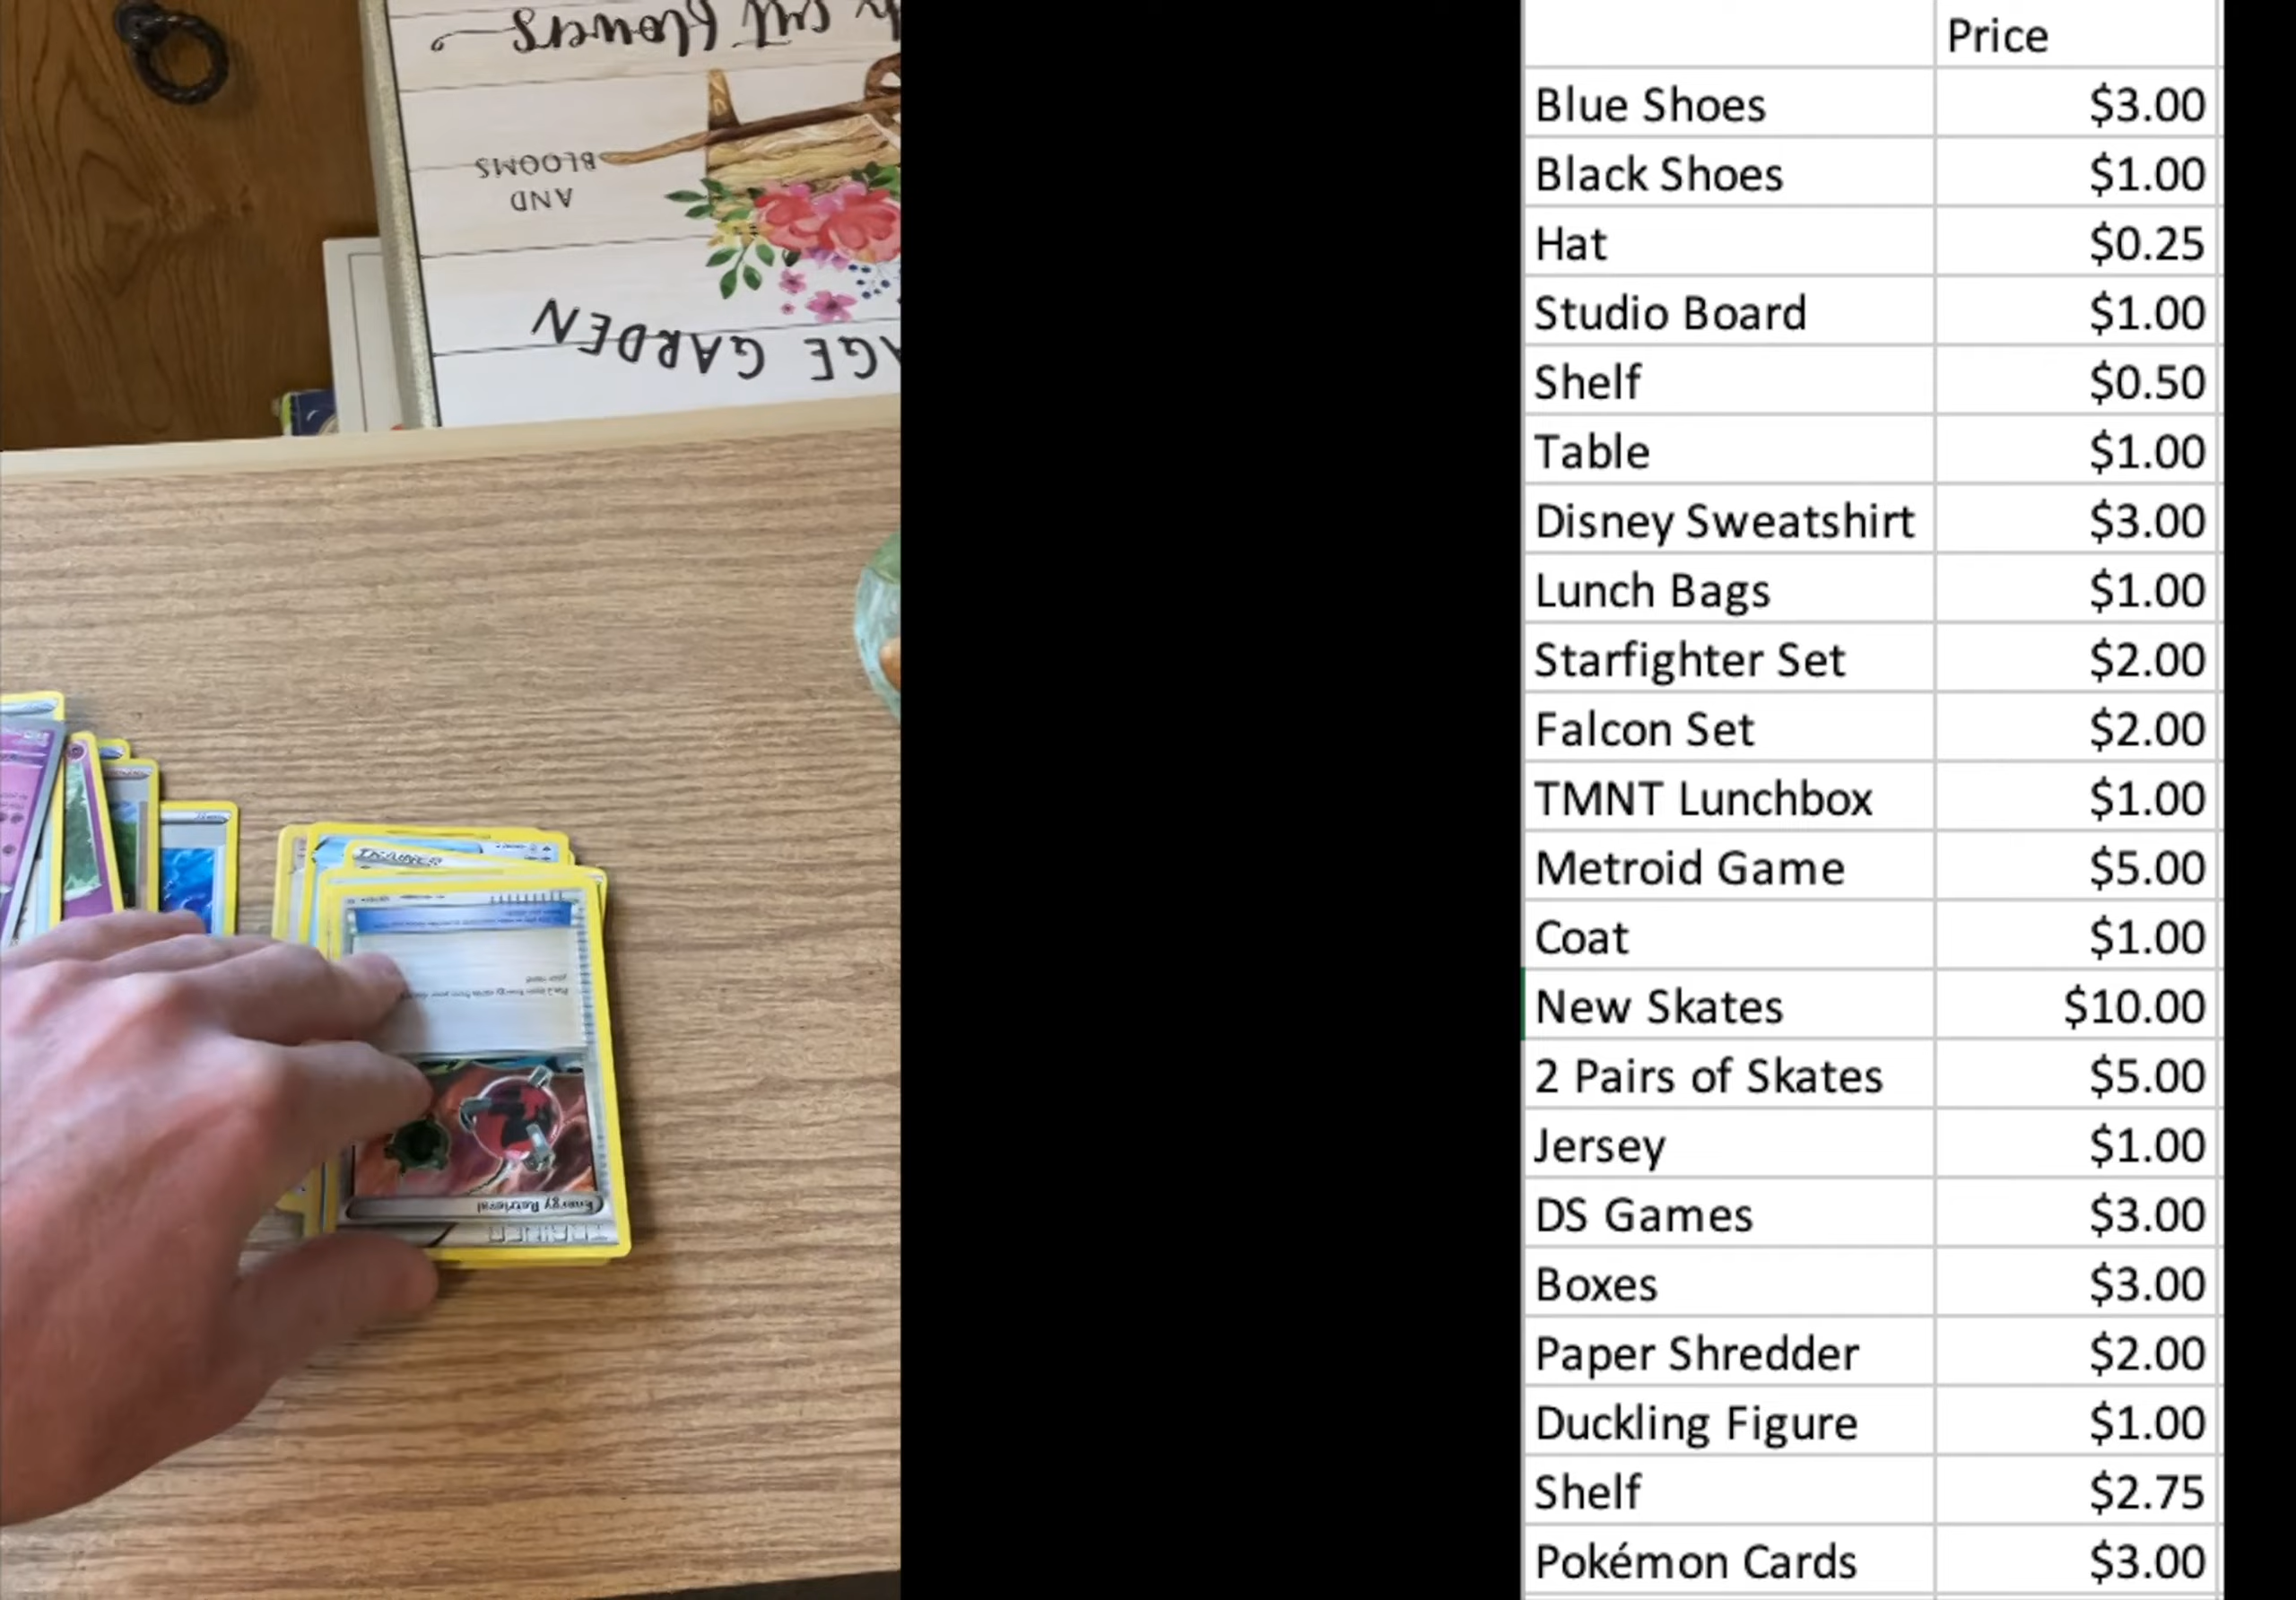 cut flowers
AND
BLOOMS
AGE GARDEN
TRAINER
Energy Retrieval
Price
Blue Shoes $3.00
Black Shoes $1.00
Hat $0.25
Studio Board $1.00
Shelf $0.50
Table $1.00
Disney Sweatshirt $3.00
Lunch Bags $1.00
Starfighter Set $2.00
Falcon Set $2.00
TMNT Lunchbox $1.00
Metroid Game $5.00
Coat $1.00
New Skates $10.00
2 Pairs of Skates $5.00
Jersey $1.00
DS Games $3.00
Boxes $3.00
Paper Shredder $2.00
Duckling Figure $1.00
Shelf $2.75
Pokémon Cards $3.00